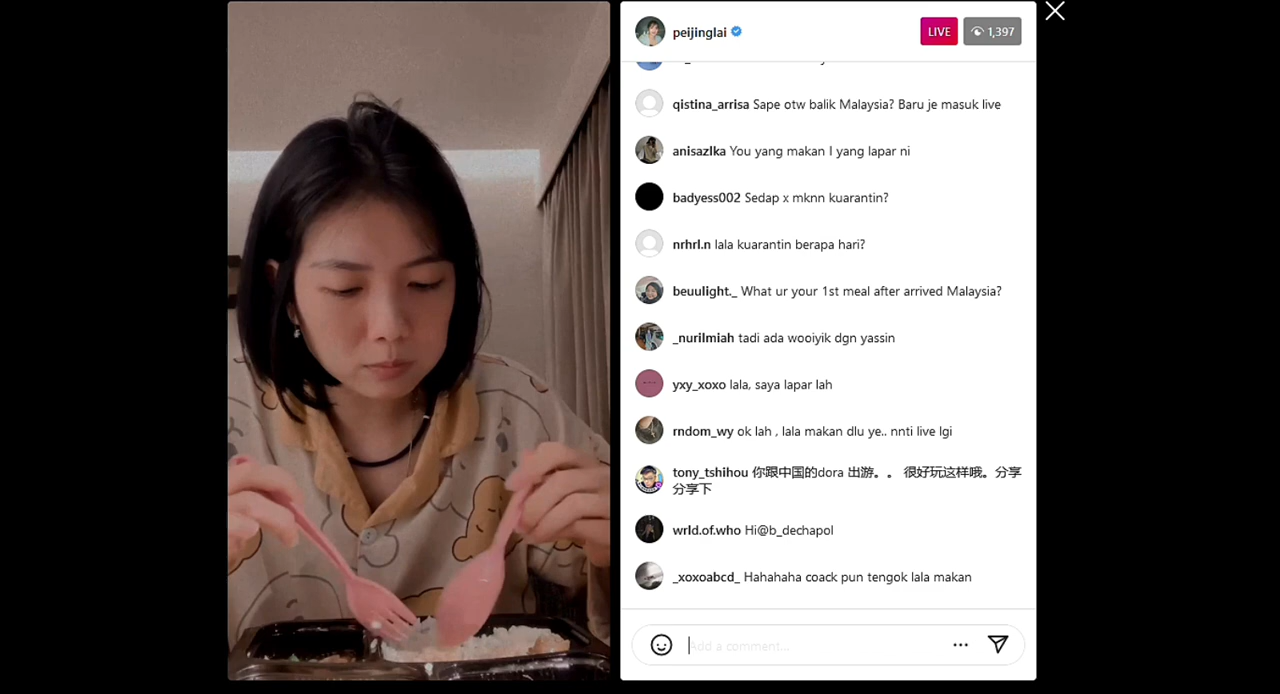 peijinglai
LIVE
1,397
qistina_arrisa Sape otw balik Malaysia? Baru je masuk live
anisazlka You yang makan I yang lapar ni
badyess002 Sedap x mknn kuarantin?
nrhrl.n lala kuarantin berapa hari?
beuulight._ What ur your 1st meal after arrived Malaysia?
_nurilmiah tadi ada wooiyik dgn yassin
yxy_xoxo lala, saya lapar lah
rndom_wy ok lah , lala makan dlu ye.. nnti live lgi
tony_tshihou 你跟中国的dora 出游。。 很好玩这样哦。分享
分享下
wrld.of.who Hi@b_dechapol
_xoxoabcd_ Hahahaha coack pun tengok lala makan
Add a comment...